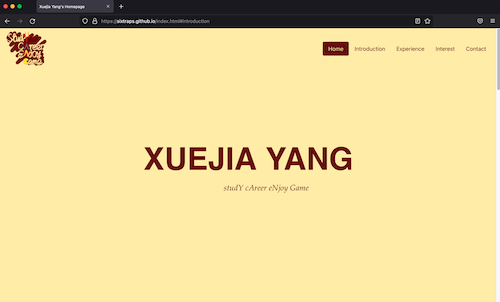 Xuejia Yang's Homepage
https://sixtraps.github.io/index.html#introduction
Home Introduction Experience Interest Contact
XUEJIA YANG
studY cAreer eNjoy Game